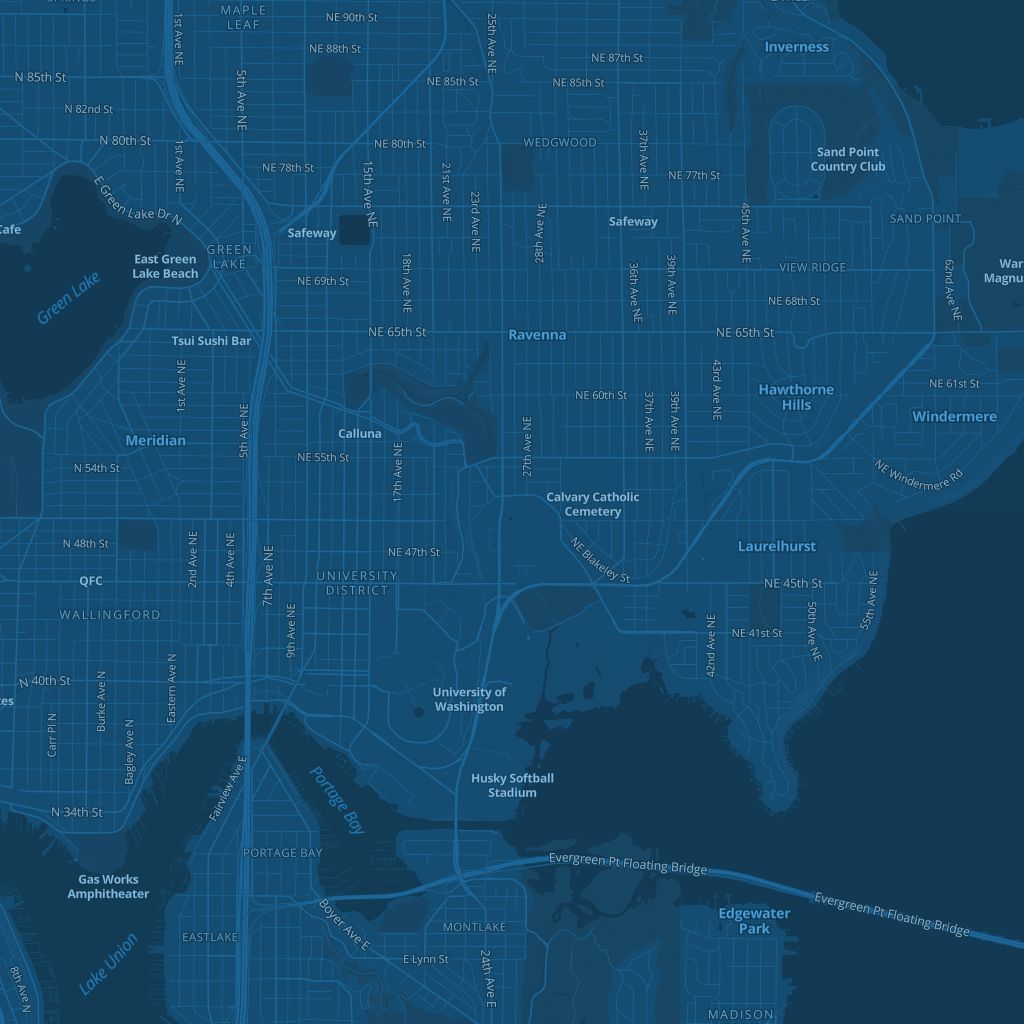 MAPLE
LEAF
NE 90th St
NE 88th St
1st Ave NE
25th Ave NE
Inverness
NE 87th St
N 85th St
5th Ave NE
NE 85th St
NE 85th St
N 82nd St
N 80th St
1st Ave NE
NE 80th St
WEDGWOOD
37th Ave NE
Sand Point
Country Club
NE 78th St
15th Ave NE
21st Ave NE
NE 77th St
E Green Lake Dr N
23rd Ave NE
28th Ave NE
45th Ave NE
Safeway
Safeway
SAND POINT
Cafe
GREEN
LAKE
East Green
Lake Beach
Green Lake
NE 69th St
18th Ave NE
36th Ave NE
39th Ave NE
VIEW RIDGE
62nd Ave NE
War
Magnu
NE 68th St
Tsui Sushi Bar
NE 65th St
Ravenna
NE 65th St
1st Ave NE
43rd Ave NE
Hawthorne
Hills
NE 61st St
NE 60th St
37th Ave NE
39th Ave NE
Windermere
Meridian
5th Ave NE
Calluna
27th Ave NE
NE 55th St
17th Ave NE
N 54th St
NE Windermere Rd
Calvary Catholic
Cemetery
N 48th St
2nd Ave NE
4th Ave NE
7th Ave NE
NE 47th St
NE Blakeley St
Laurelhurst
QFC
UNIVERSITY
DISTRICT
NE 45th St
WALLINGFORD
9th Ave NE
55th Ave NE
42nd Ave NE
NE 41st St
50th Ave NE
N 40th St
Eastern Ave N
Burke Ave N
University of
Washington
Carr Pl N
Bagley Ave N
Fairview Ave E
Portage Bay
Husky Softball
Stadium
N 34th St
PORTAGE BAY
Evergreen Pt Floating Bridge
Gas Works
Amphitheater
Evergreen Pt Floating Bridge
Boyer Ave E
Edgewater
Park
EASTLAKE
MONTLAKE
Lake Union
E Lynn St
24th Ave E
8th Ave N
MADISON